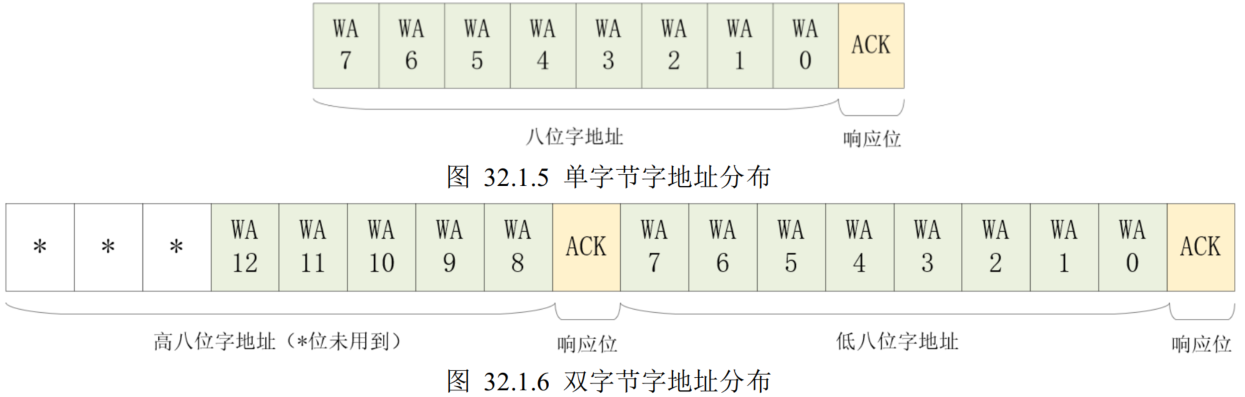 WA 7 WA 6 WA 5 WA 4 WA 3 WA 2 WA 1 WA 0 ACK
八位字地址 响应位
图 32.1.5 单字节字地址分布
* * * WA 12 WA 11 WA 10 WA 9 WA 8 ACK WA 7 WA 6 WA 5 WA 4 WA 3 WA 2 WA 1 WA 0 ACK
高八位字地址（*位未用到） 响应位 低八位字地址 响应位
图 32.1.6 双字节字地址分布